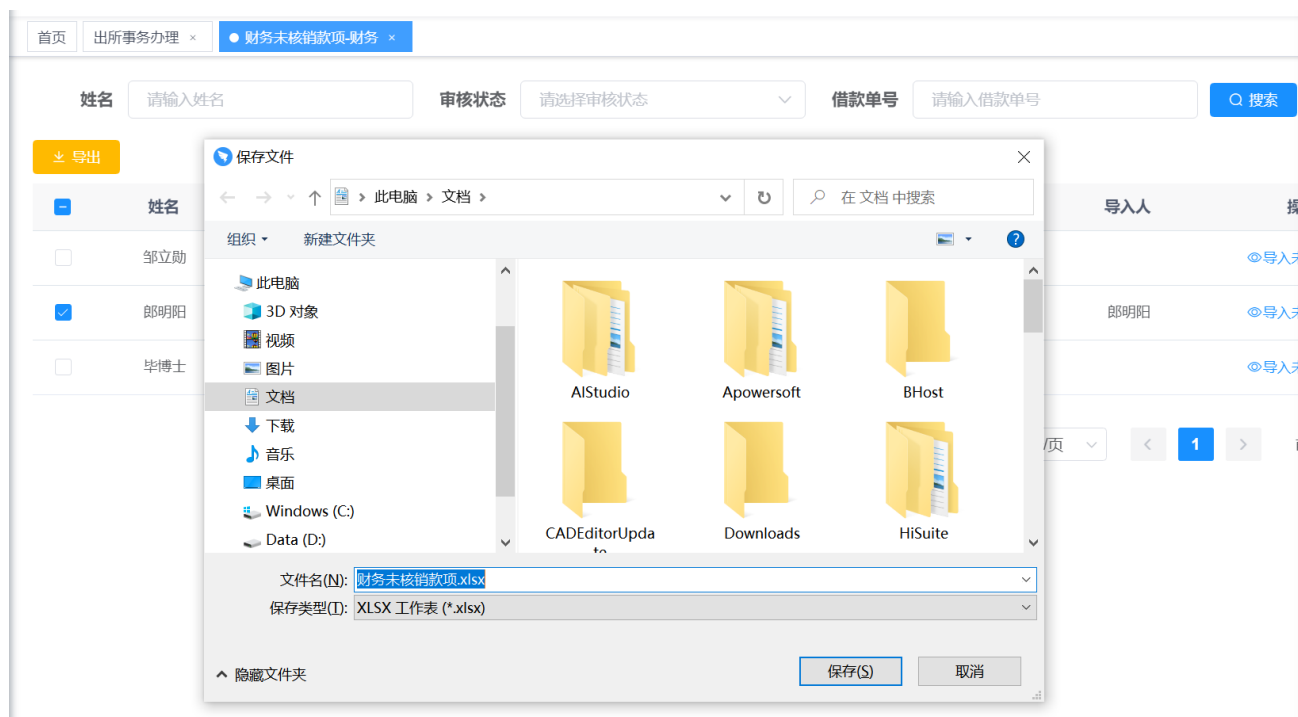 首页 出所事务办理 × 财务未核销款项-财务 ×
姓名 请输入姓名 审核状态 请选择审核状态 借款单号 请输入借款单号 搜索
导出
保存文件
此电脑 文档 在 文档 中搜索
姓名 导入人
组织 新建文件夹
邹立勋 导入
此电脑
3D 对象
郎明阳 郎明阳 导入
视频
图片
毕博士 导入
文档
AIStudio Apowersoft BHost
下载
/页 1
音乐
桌面
Windows (C:)
CADEditorUpda Downloads HiSuite
Data (D:)
文件名(N): 财务未核销款项.xlsx
保存类型(T): XLSX 工作表 (*.xlsx)
隐藏文件夹 保存(S) 取消